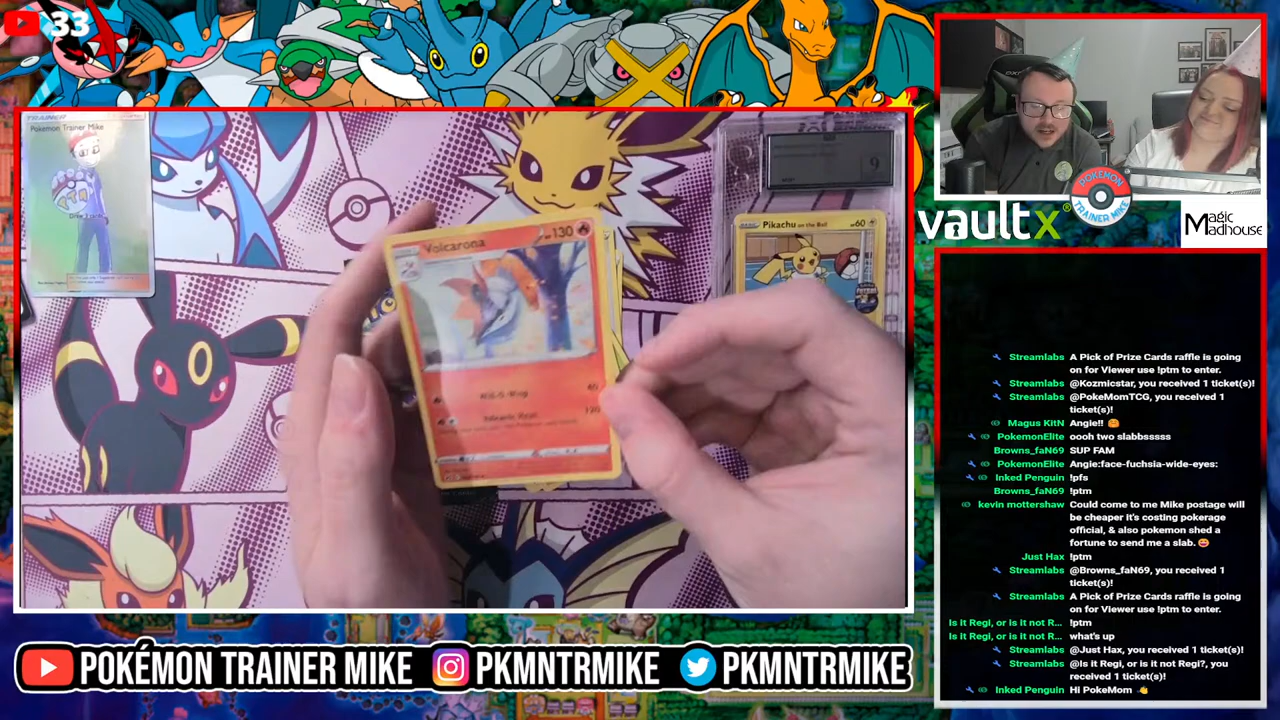 33
TRAINER
Pokémon Trainer Mike
Draw 3 cards.
9
Pikachu on the Ball
60
Volcarona
130
POKEMON
TRAINER MIKE
vaultx
Magic
Madhouse
Streamlabs A Pick of Prize Cards raffle is going
on for Viewer use !ptm to enter.
Streamlabs @Kozmicstar, you received 1 ticket(s)!
Streamlabs @PokeMomTCG, you received 1
ticket(s)!
Magus KitN Angie!!
PokemonElite oooh two slabbsssss
Browns_faN69 SUP FAM
PokemonElite Angie:face-fuchsia-wide-eyes:
Inked Penguin !pfs
Browns_faN69 !ptm
kevin mottershaw Could come to me Mike postage will
be cheaper it's costing pokerage
official, & also pokemon shed a
fortune to send me a slab.
Just Hax !ptm
Streamlabs @Browns_faN69, you received 1
ticket(s)!
Streamlabs A Pick of Prize Cards raffle is going
on for Viewer use !ptm to enter.
Is it Regi, or is it not R... !ptm
Is it Regi, or is it not R... what's up
Streamlabs @Just Hax, you received 1 ticket(s)!
Streamlabs @Is it Regi, or is it not Regi?, you
received 1 ticket(s)!
Inked Penguin Hi PokeMom
POKÉMON TRAINER MIKE PKMNTRMIKE PKMNTRMIKE